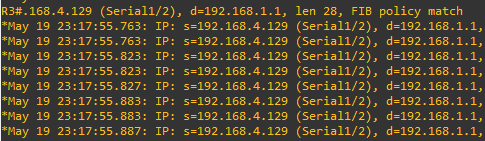 R3#.168.4.129 (Serial1/2), d=192.168.1.1, len 28, FIB policy match
*May 19 23:17:55.763: IP: s=192.168.4.129 (Serial1/2), d=192.168.1.1,
*May 19 23:17:55.763: IP: s=192.168.4.129 (Serial1/2), d=192.168.1.1,
*May 19 23:17:55.823: IP: s=192.168.4.129 (Serial1/2), d=192.168.1.1,
*May 19 23:17:55.823: IP: s=192.168.4.129 (Serial1/2), d=192.168.1.1,
*May 19 23:17:55.827: IP: s=192.168.4.129 (Serial1/2), d=192.168.1.1,
*May 19 23:17:55.883: IP: s=192.168.4.129 (Serial1/2), d=192.168.1.1,
*May 19 23:17:55.883: IP: s=192.168.4.129 (Serial1/2), d=192.168.1.1,
*May 19 23:17:55.887: IP: s=192.168.4.129 (Serial1/2), d=192.168.1.1,